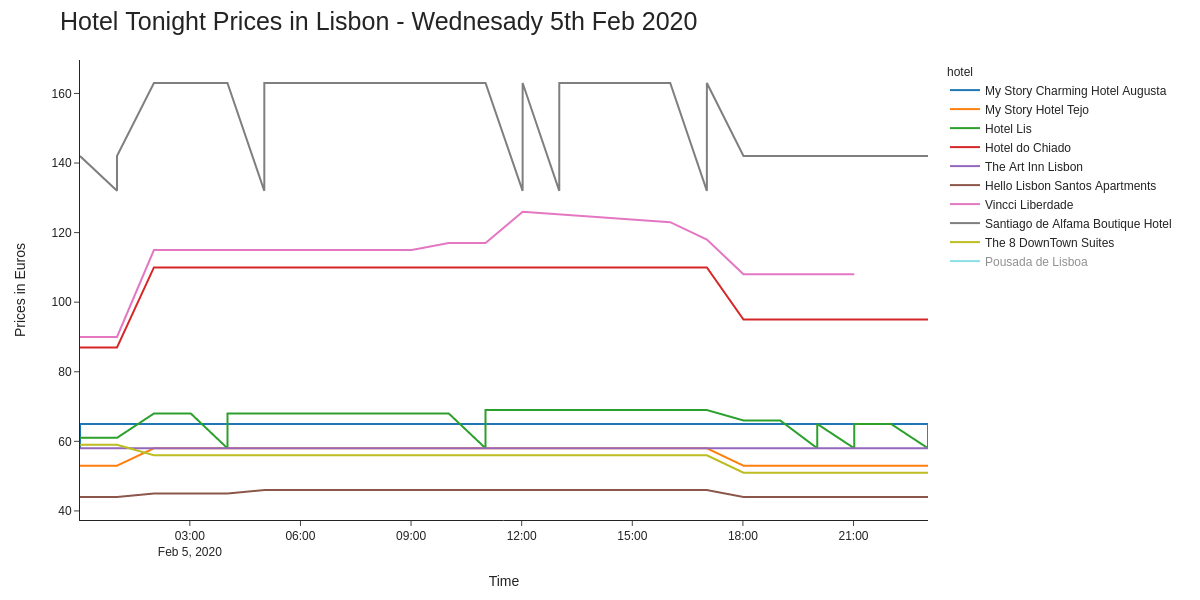 Hotel Tonight Prices in Lisbon - Wednesady 5th Feb 2020
Prices in Euros
160
140
120
100
80
60
40
03:00
06:00
09:00
12:00
15:00
18:00
21:00
Feb 5, 2020
Time
hotel
My Story Charming Hotel Augusta
My Story Hotel Tejo
Hotel Lis
Hotel do Chiado
The Art Inn Lisbon
Hello Lisbon Santos Apartments
Vincci Liberdade
Santiago de Alfama Boutique Hotel
The 8 DownTown Suites
Pousada de Lisboa